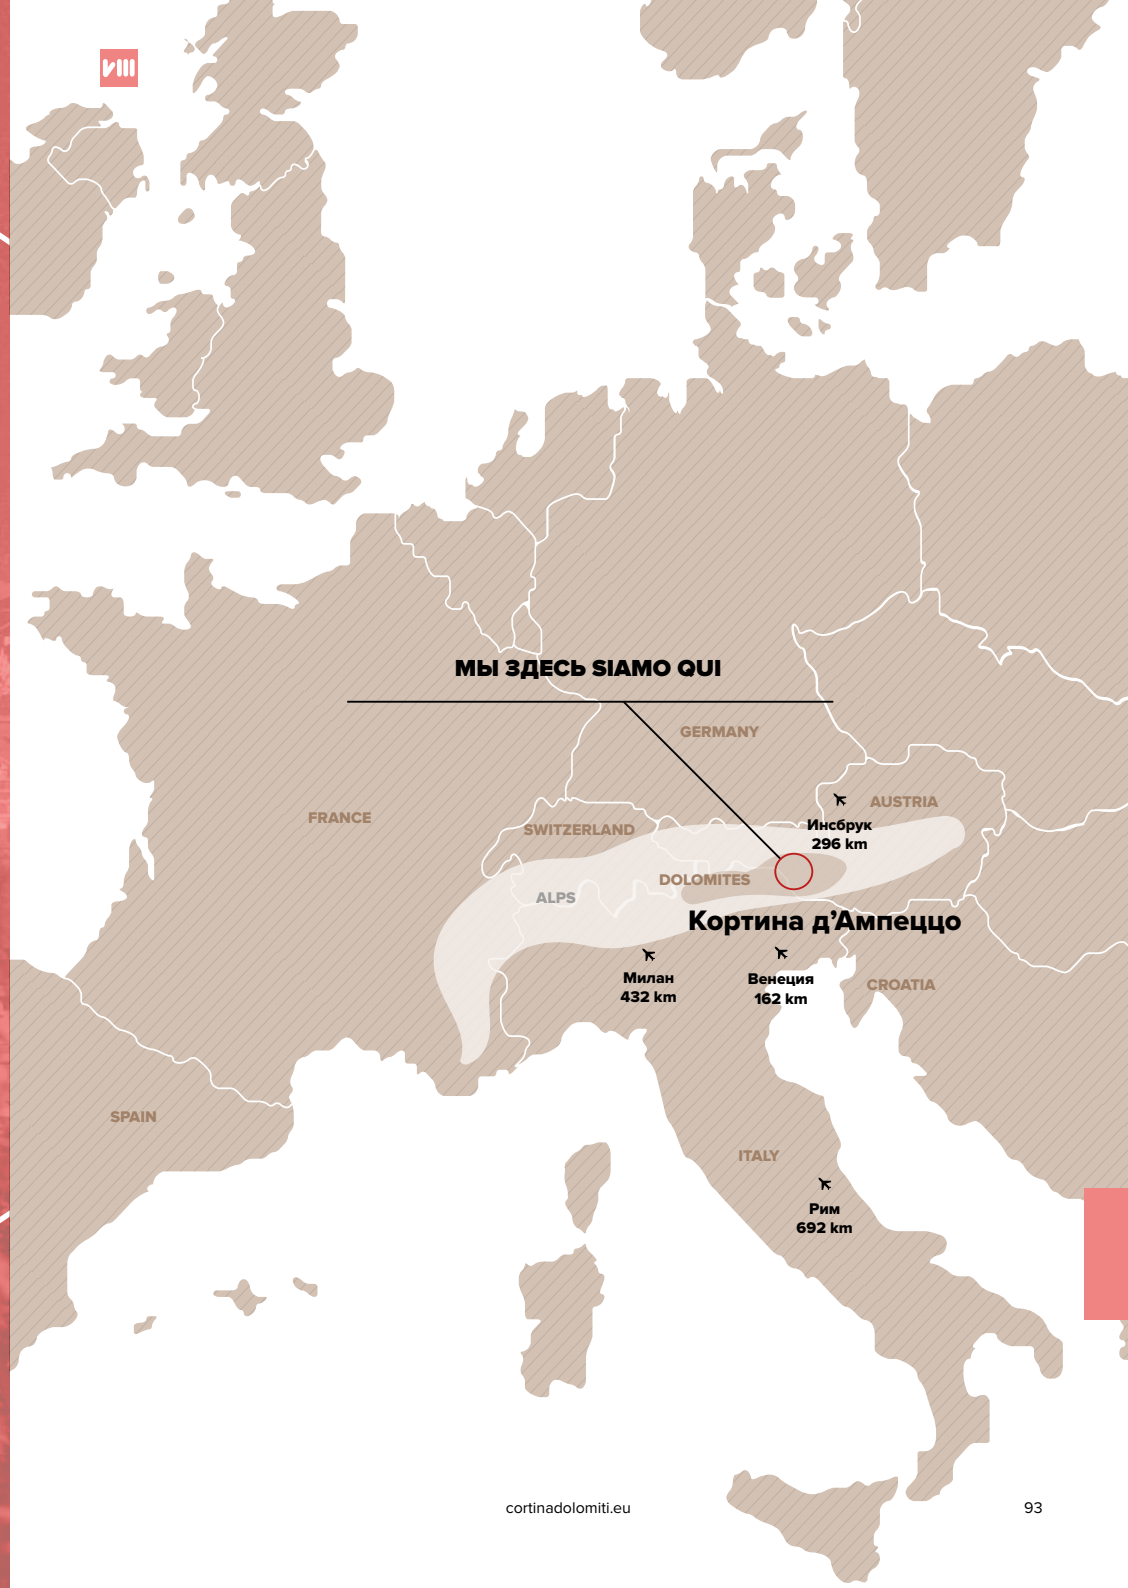 VIII
МЫ ЗДЕСЬ SIAMO QUI
GERMANY
AUSTRIA
FRANCE
SWITZERLAND
Инсбрук
296 km
DOLOMITES
ALPS
Кортина д’Ампеццо
Милан
432 km
Венеция
162 km
CROATIA
SPAIN
ITALY
Рим
692 km
cortinadolomiti.eu
93